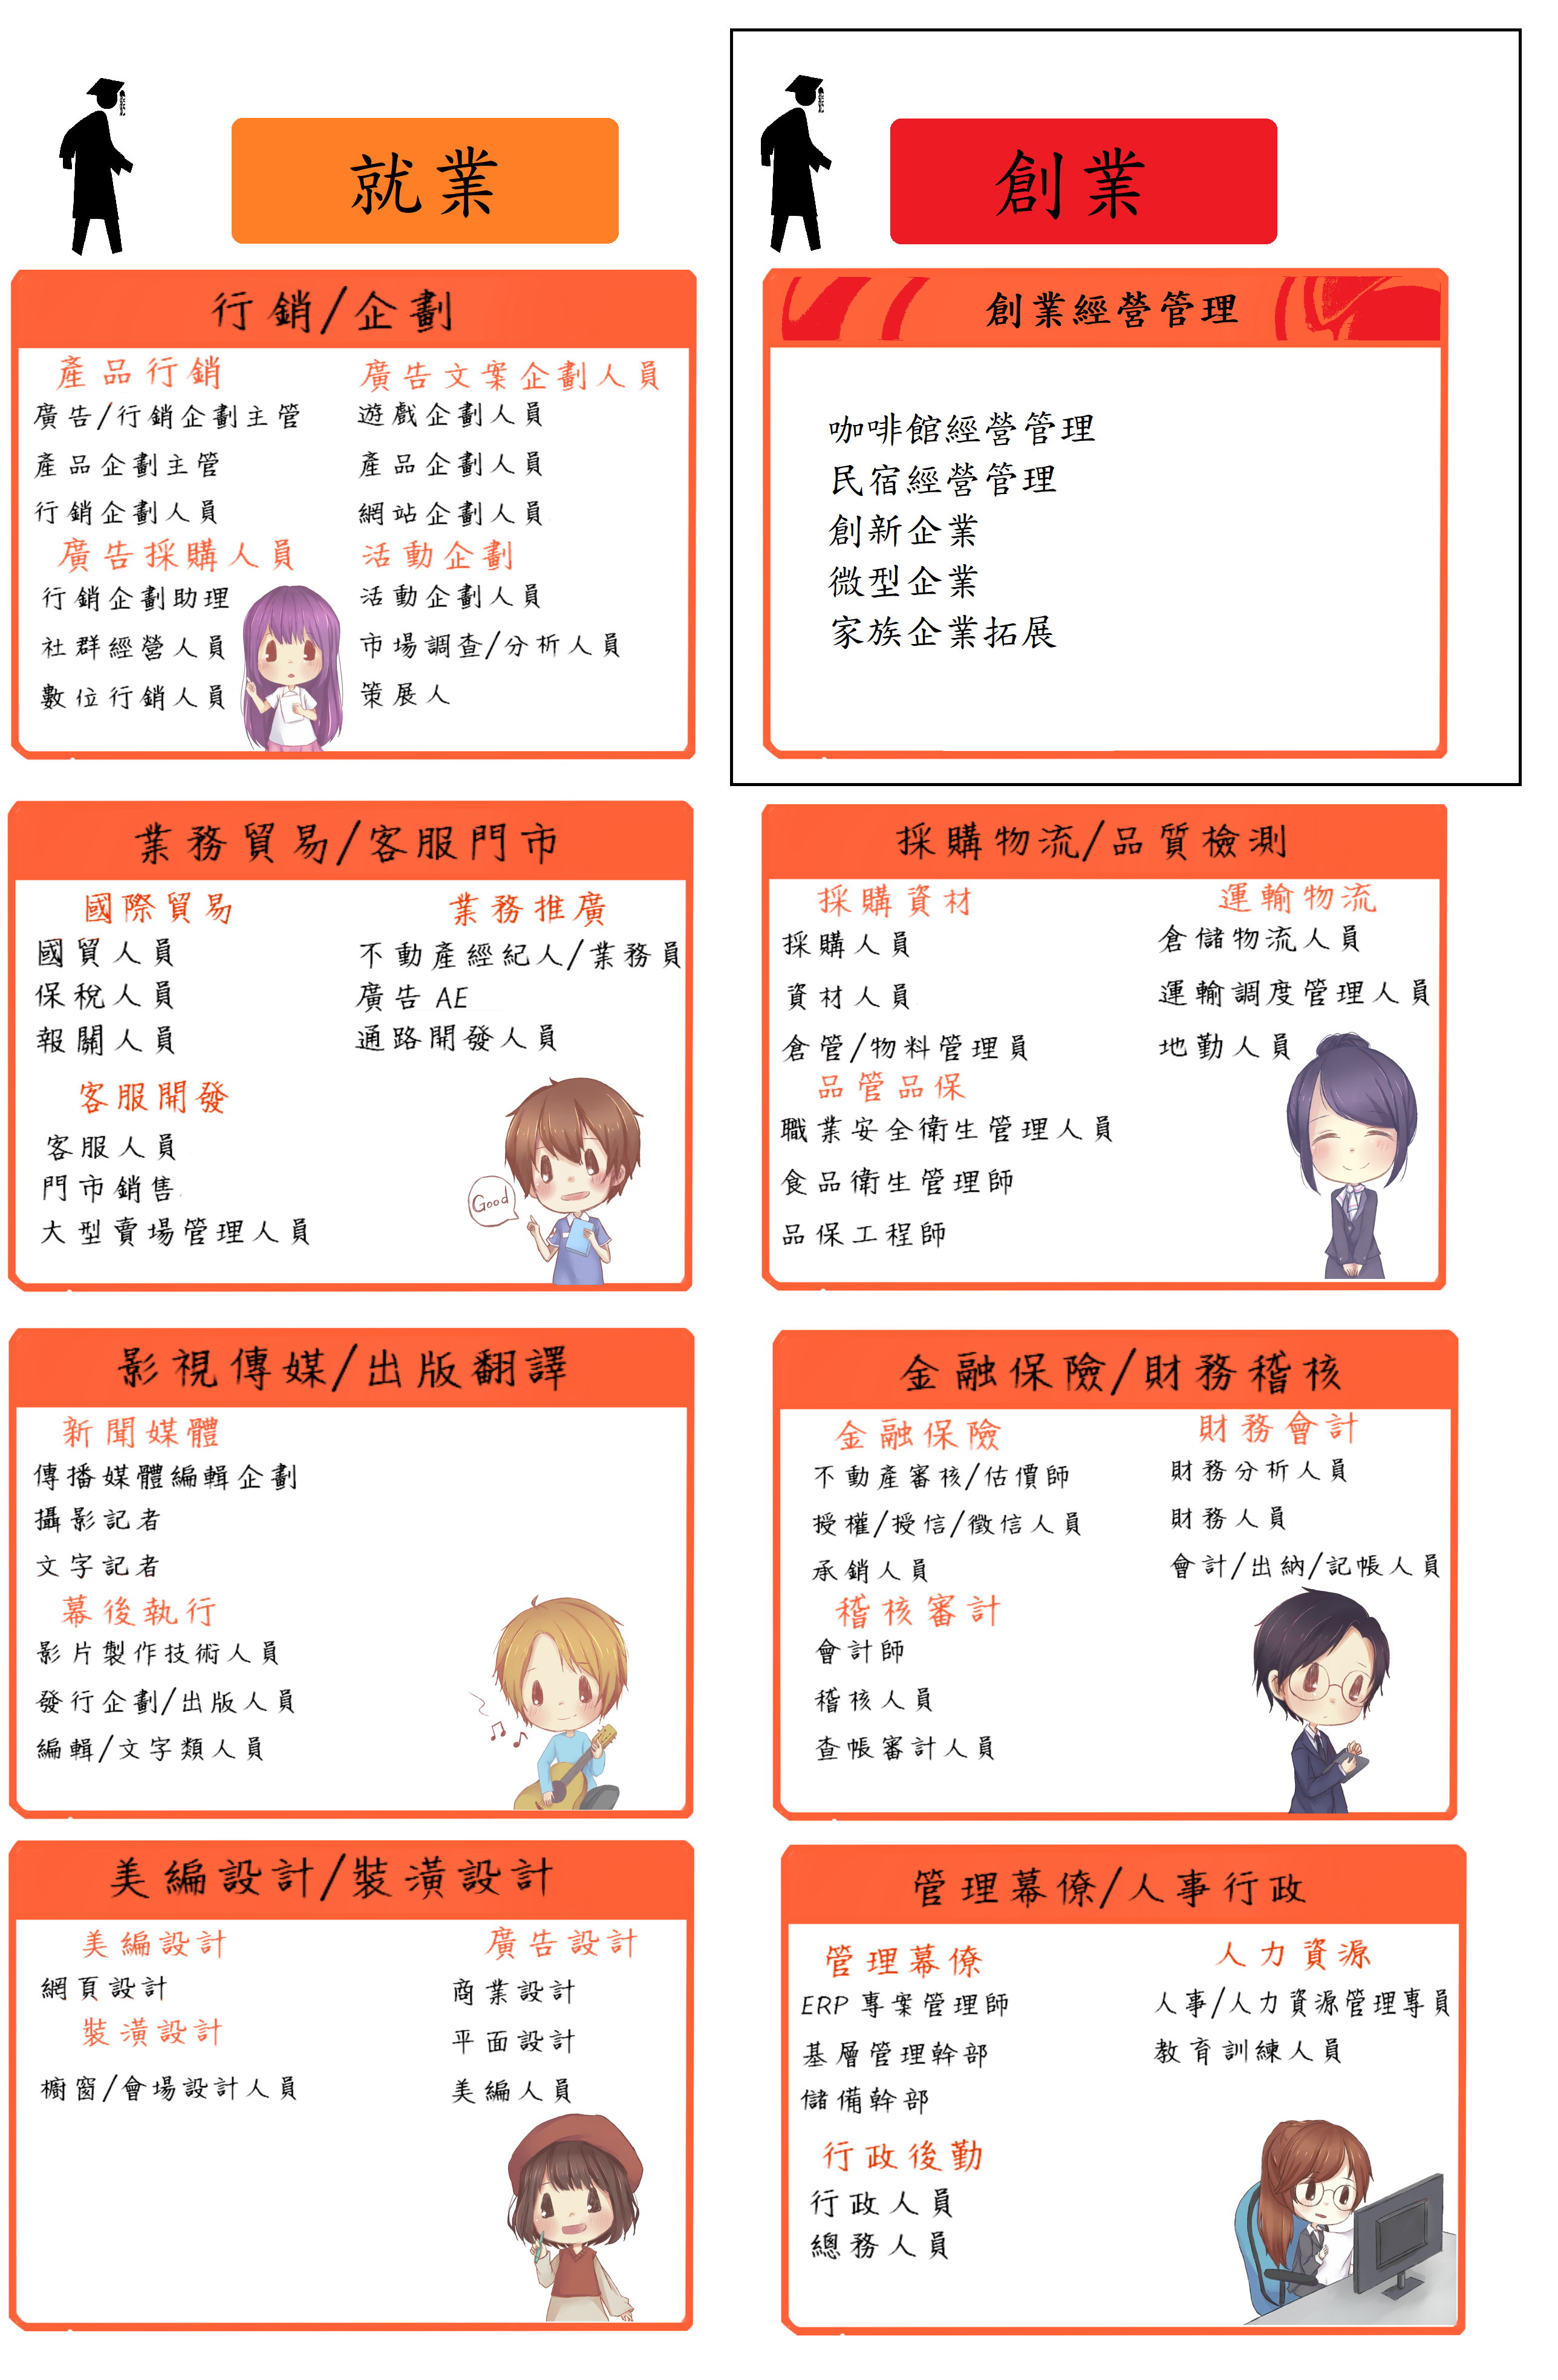 就業
行銷/企劃
產品行銷
廣告/行銷企劃主管
產品企劃主管
行銷企劃人員
廣告採購人員
行銷企劃助理
社群經營人員
數位行銷人員
廣告文案企劃人員
遊戲企劃人員
產品企劃人員
網站企劃人員
活動企劃
活動企劃人員
市場調查/分析人員
策展人
創業
創業經營管理
咖啡館經營管理
民宿經營管理
創新企業
微型企業
家族企業拓展
業務貿易/客服門市
國際貿易
國貿人員
保稅人員
報關人員
客服開發
客服人員
門市銷售
大型賣場管理人員
業務推廣
不動產經紀人/業務員
廣告 AE
通路開發人員
Good
採購物流/品質檢測
採購資材
採購人員
資材人員
倉管/物料管理員
品管品保
職業安全衛生管理人員
食品衛生管理師
品保工程師
運輸物流
倉儲物流人員
運輸調度管理人員
地勤人員
影視傳媒/出版翻譯
新聞媒體
傳播媒體編輯企劃
攝影記者
文字記者
幕後執行
影片製作技術人員
發行企劃/出版人員
編輯/文字類人員
金融保險/財務稽核
金融保險
不動產審核/估價師
授權/授信/徵信人員
承銷人員
稽核審計
會計師
稽核人員
查帳審計人員
財務會計
財務分析人員
財務人員
會計/出納/記帳人員
美編設計/裝潢設計
美編設計
網頁設計
裝潢設計
櫥窗/會場設計人員
廣告設計
商業設計
平面設計
美編人員
管理幕僚/人事行政
管理幕僚
ERP 專案管理師
基層管理幹部
儲備幹部
行政後勤
行政人員
總務人員
人力資源
人事/人力資源管理專員
教育訓練人員